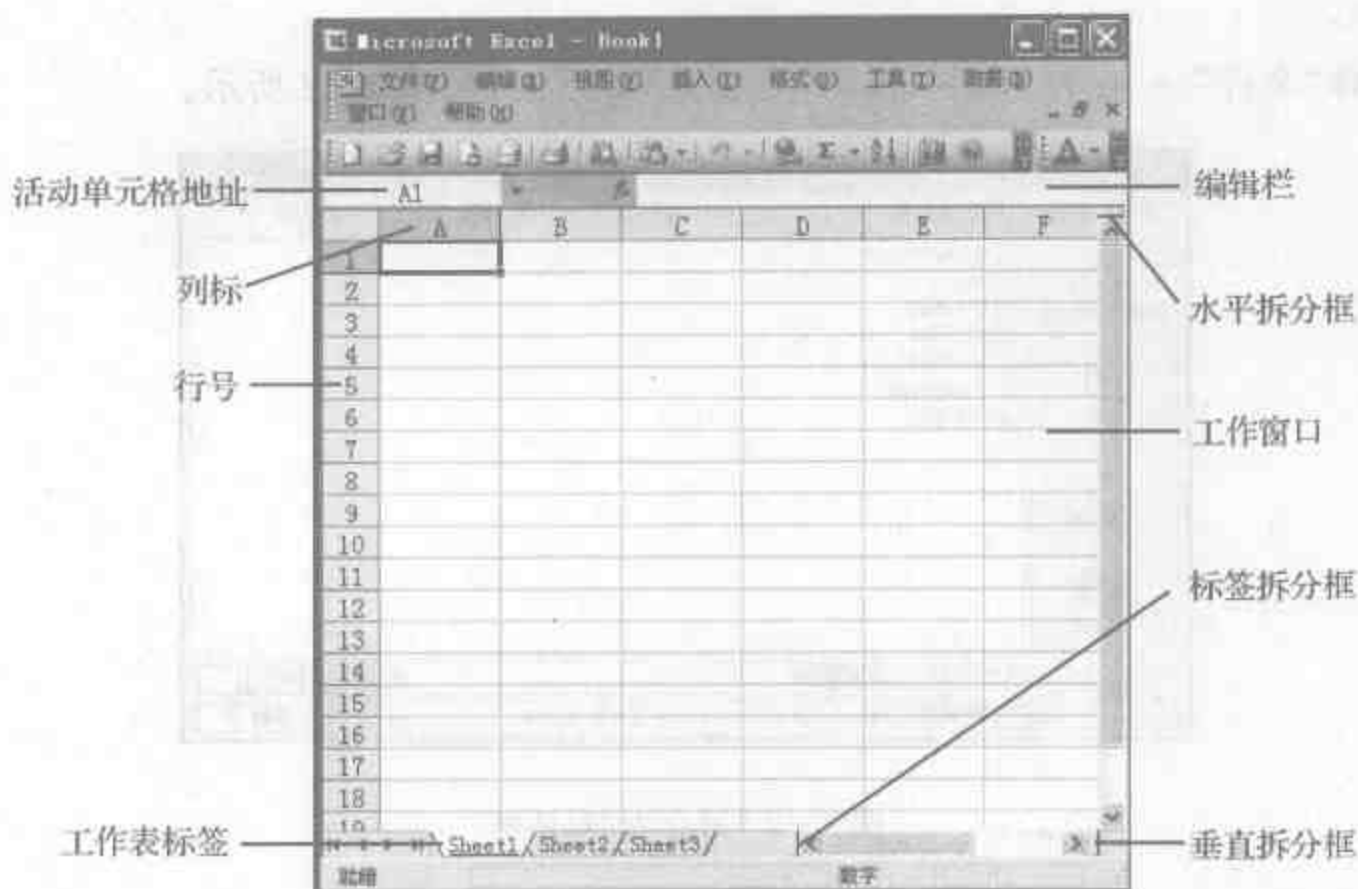 Microsoft Excel - Book1
文件(F) 编辑(E) 视图(V) 插入(I) 格式(O) 工具(T) 数据(D)
窗口(W) 帮助(H)
活动单元格地址
A1
编辑栏
A B C D E F
列标
水平拆分框
行号
工作窗口
1
2
3
4
5
6
7
8
9
10
11
12
13
14
15
16
17
18
19
标签拆分框
工作表标签
Sheet1 Sheet2 Sheet3
垂直拆分框
就绪 数字